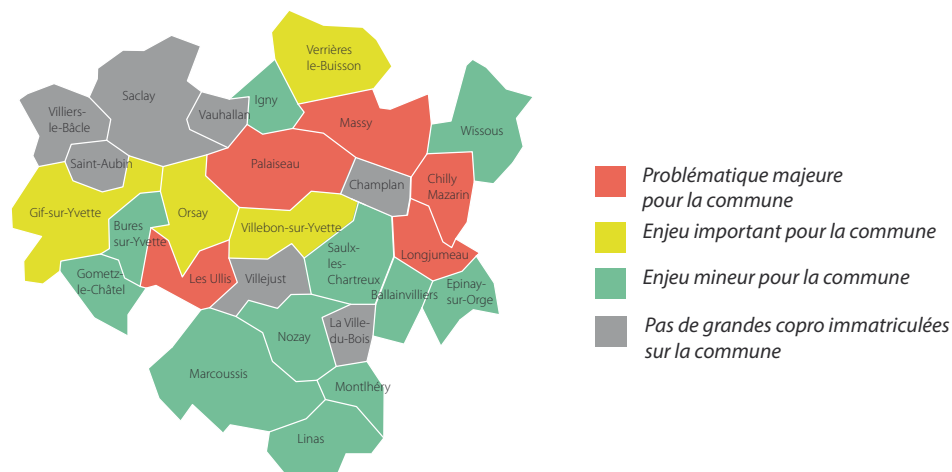 Verrières
le-Buisson
Saclay
Igny
Villiers-
le-Bâcle
Vauhallan
Massy
Wissous
Saint-Aubin
Palaiseau
Champlan
Chilly
Mazarin
Gif-sur-Yvette
Orsay
Bures
sur-Yvette
Villebon-sur-Yvette
Saulx-
les-
Chartreux
Longjumeau
Gometz-
le-Châtel
Les Ullis
Villejust
Ballainvilliers
Epinay-
sur-Orge
Nozay
La Ville-
du-Bois
Marcoussis
Montlhéry
Linas
Problématique majeure
pour la commune
Enjeu important pour la commune
Enjeu mineur pour la commune
Pas de grandes copro immatriculées
sur la commune